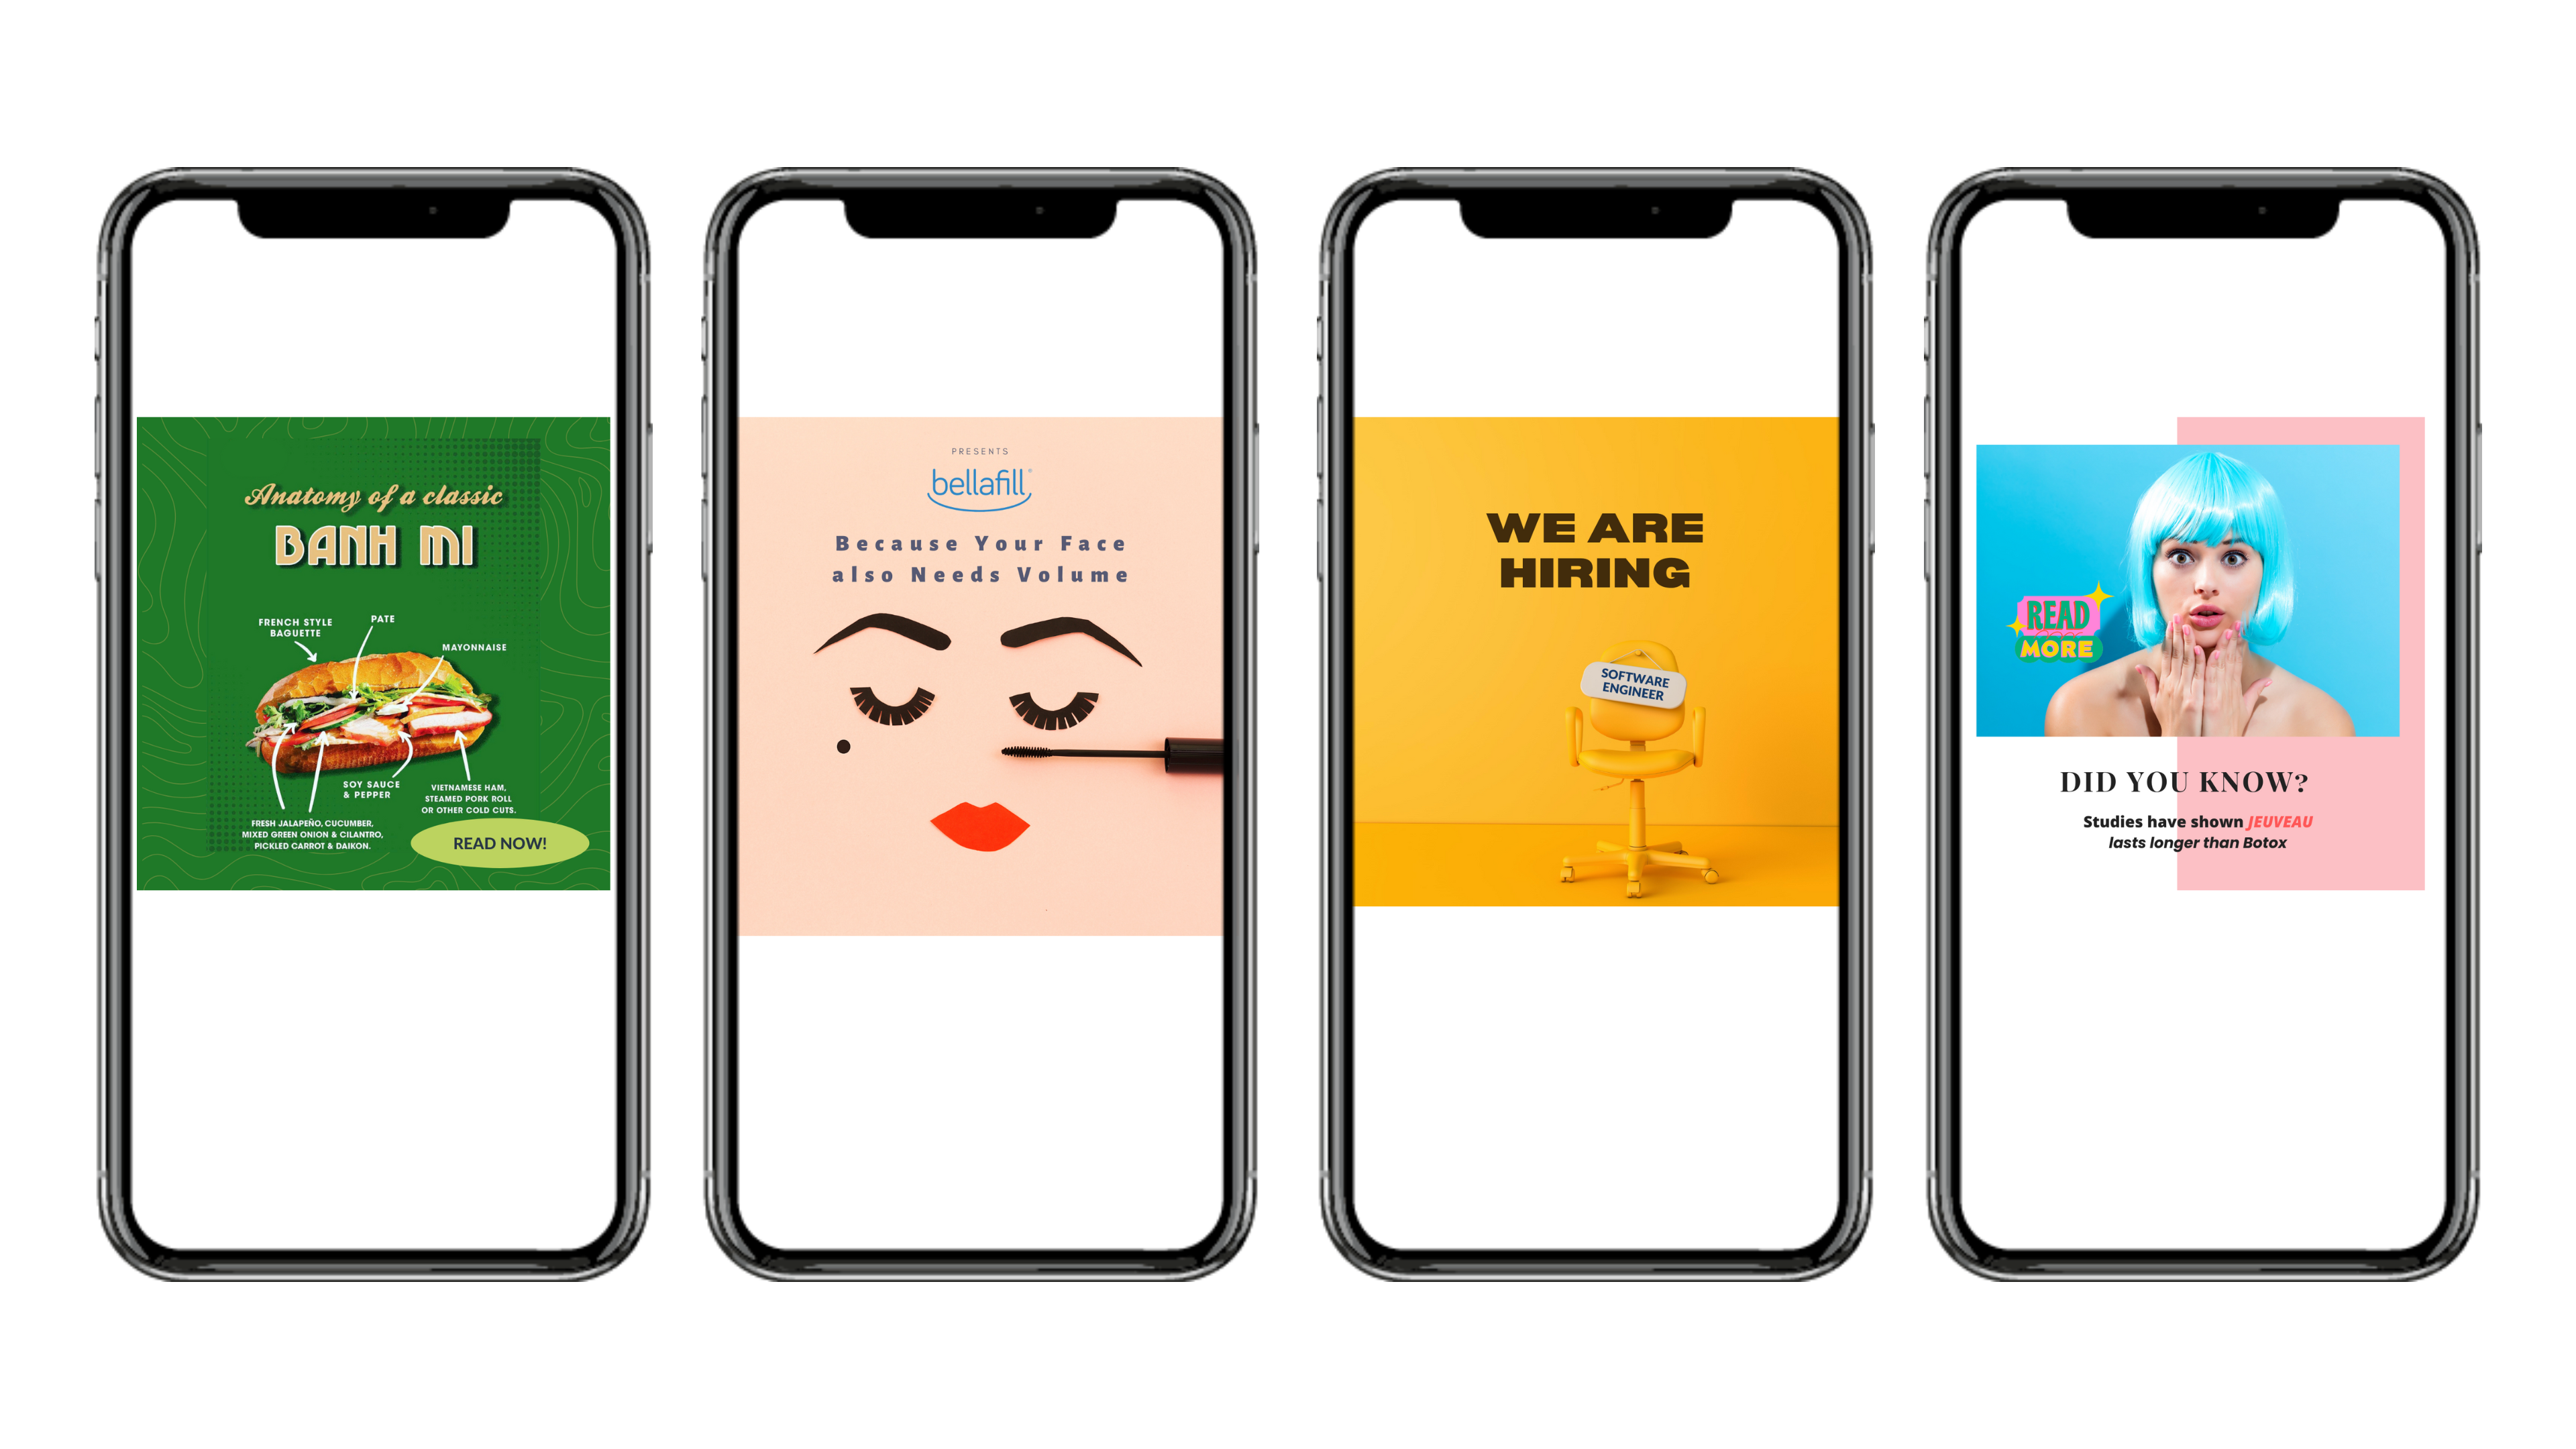 Anatomy of a classic
BANH MI
FRENCH STYLE
BAGUETTE
PATE
MAYONNAISE
SOY SAUCE
& PEPPER
VIETNAMESE HAM,
STEAMED PORK ROLL
OR OTHER COLD CUTS.
FRESH JALAPEÑO, CUCUMBER,
MIXED GREEN ONION & CILANTRO,
PICKLED CARROT & DAIKON.
READ NOW!
PRESENTS
bellafill®
Because Your Face
also Needs Volume
WE ARE
HIRING
SOFTWARE
ENGINEER
READ
MORE
DID YOU KNOW?
Studies have shown JEUVEAU
lasts longer than Botox